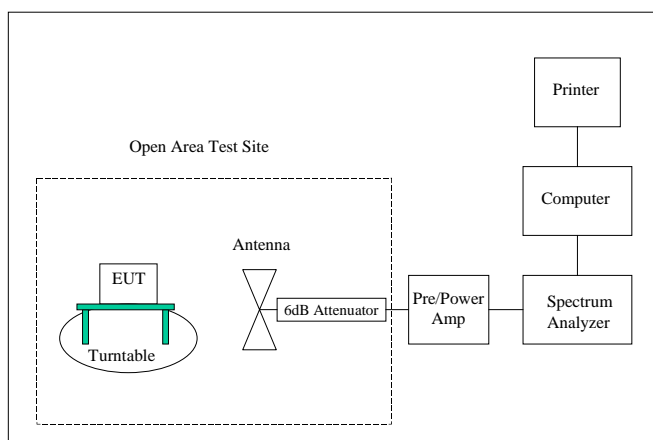 Printer
Open Area Test Site
Computer
Antenna
EUT
6dB Attenuator
Pre/Power
Amp
Spectrum
Analyzer
Turntable